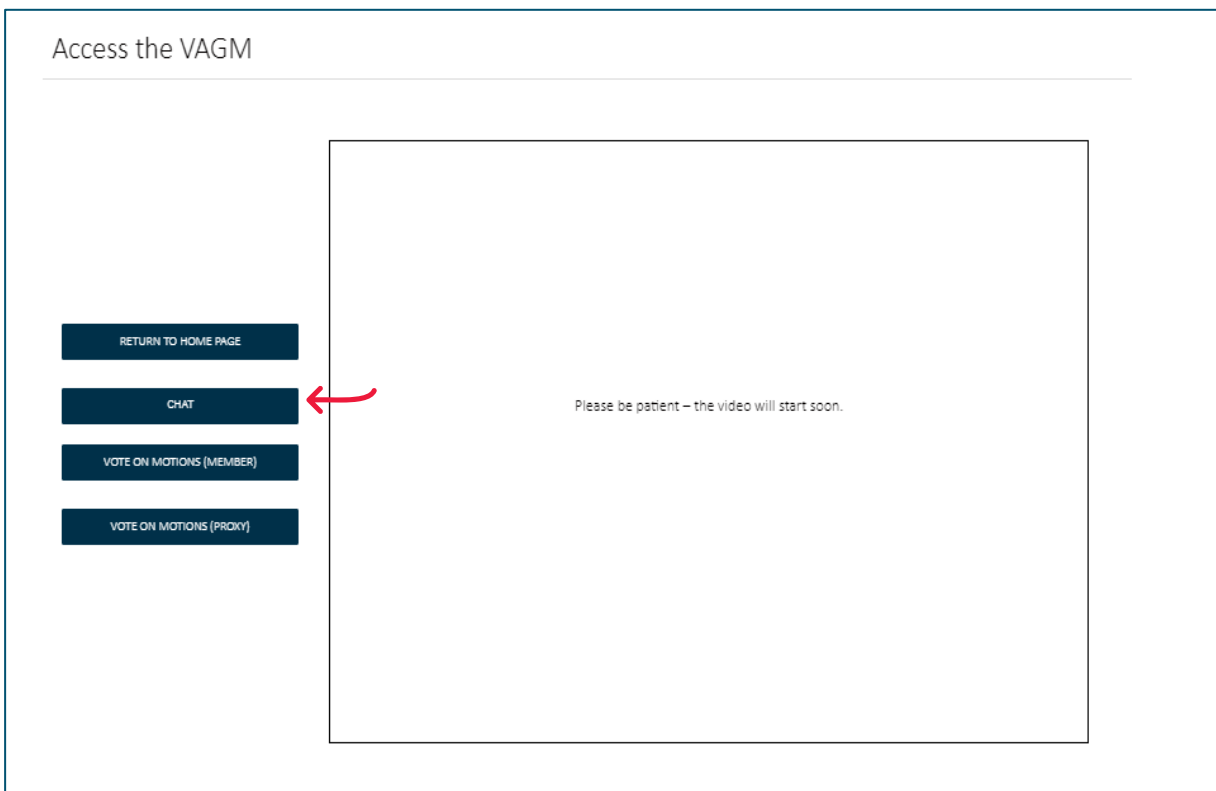 Access the VAGM
RETURN TO HOME PAGE
CHAT
VOTE ON MOTIONS (MEMBER)
VOTE ON MOTIONS (PROXY)
Please be patient – the video will start soon.